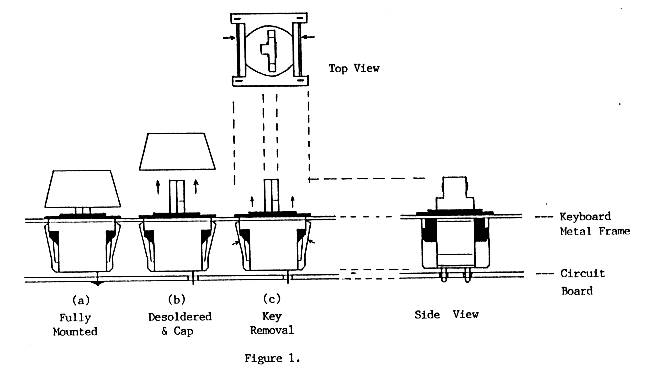 Top View
Keyboard
Metal Frame
Circuit
Board
(a)
Fully
Mounted
(b)
Desoldered
& Cap
(c)
Key
Removal
Side View
Figure 1.